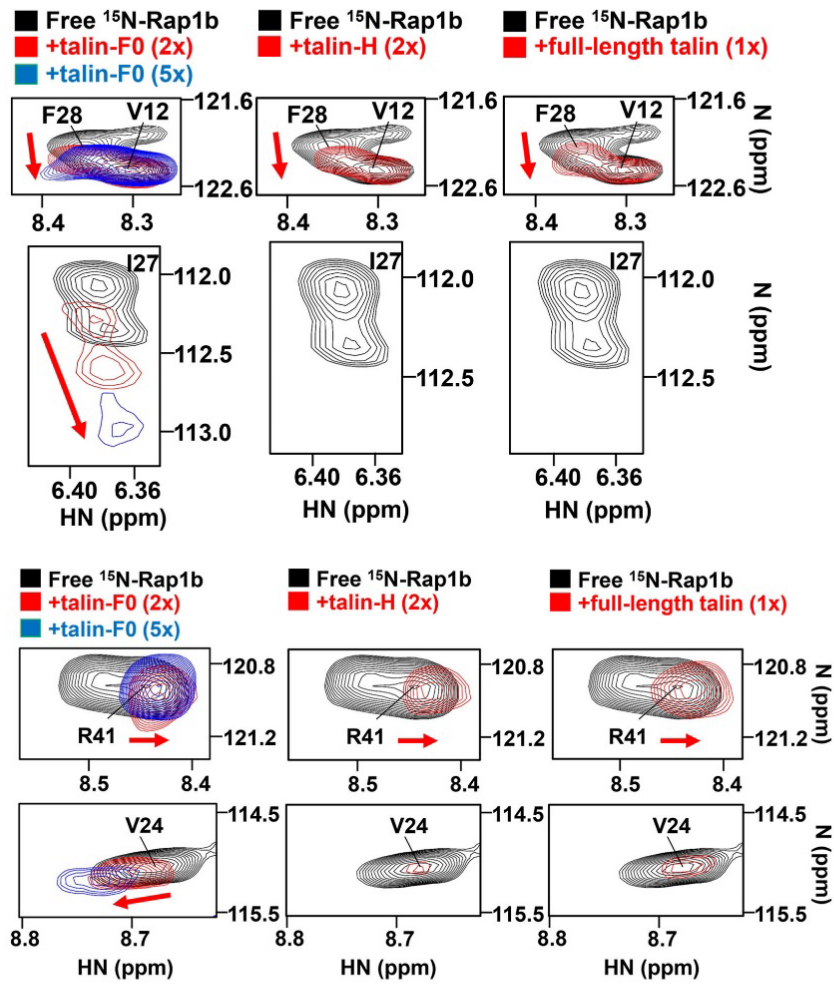 Free ¹⁵N-Rap1b
+talin-F0 (2x)
+talin-F0 (5x)
Free ¹⁵N-Rap1b
+talin-H (2x)
Free ¹⁵N-Rap1b
+full-length talin (1x)
F28
V12
121.6
122.6
8.4
8.3
F28
V12
121.6
122.6
8.4
8.3
F28
V12
121.6
122.6
8.4
8.3
N (ppm)
I27
112.0
112.5
113.0
6.40
6.36
HN (ppm)
I27
112.0
112.5
6.40
6.36
HN (ppm)
I27
112.0
112.5
6.40
6.36
HN (ppm)
N (ppm)
Free ¹⁵N-Rap1b
+talin-F0 (2x)
+talin-F0 (5x)
Free ¹⁵N-Rap1b
+talin-H (2x)
Free ¹⁵N-Rap1b
+full-length talin (1x)
R41
120.8
121.2
8.5
8.4
R41
120.8
121.2
8.5
8.4
R41
120.8
121.2
8.5
8.4
N (ppm)
V24
114.5
115.5
8.8
8.7
HN (ppm)
V24
114.5
115.5
8.8
8.7
HN (ppm)
V24
114.5
115.5
8.8
8.7
HN (ppm)
N (ppm)